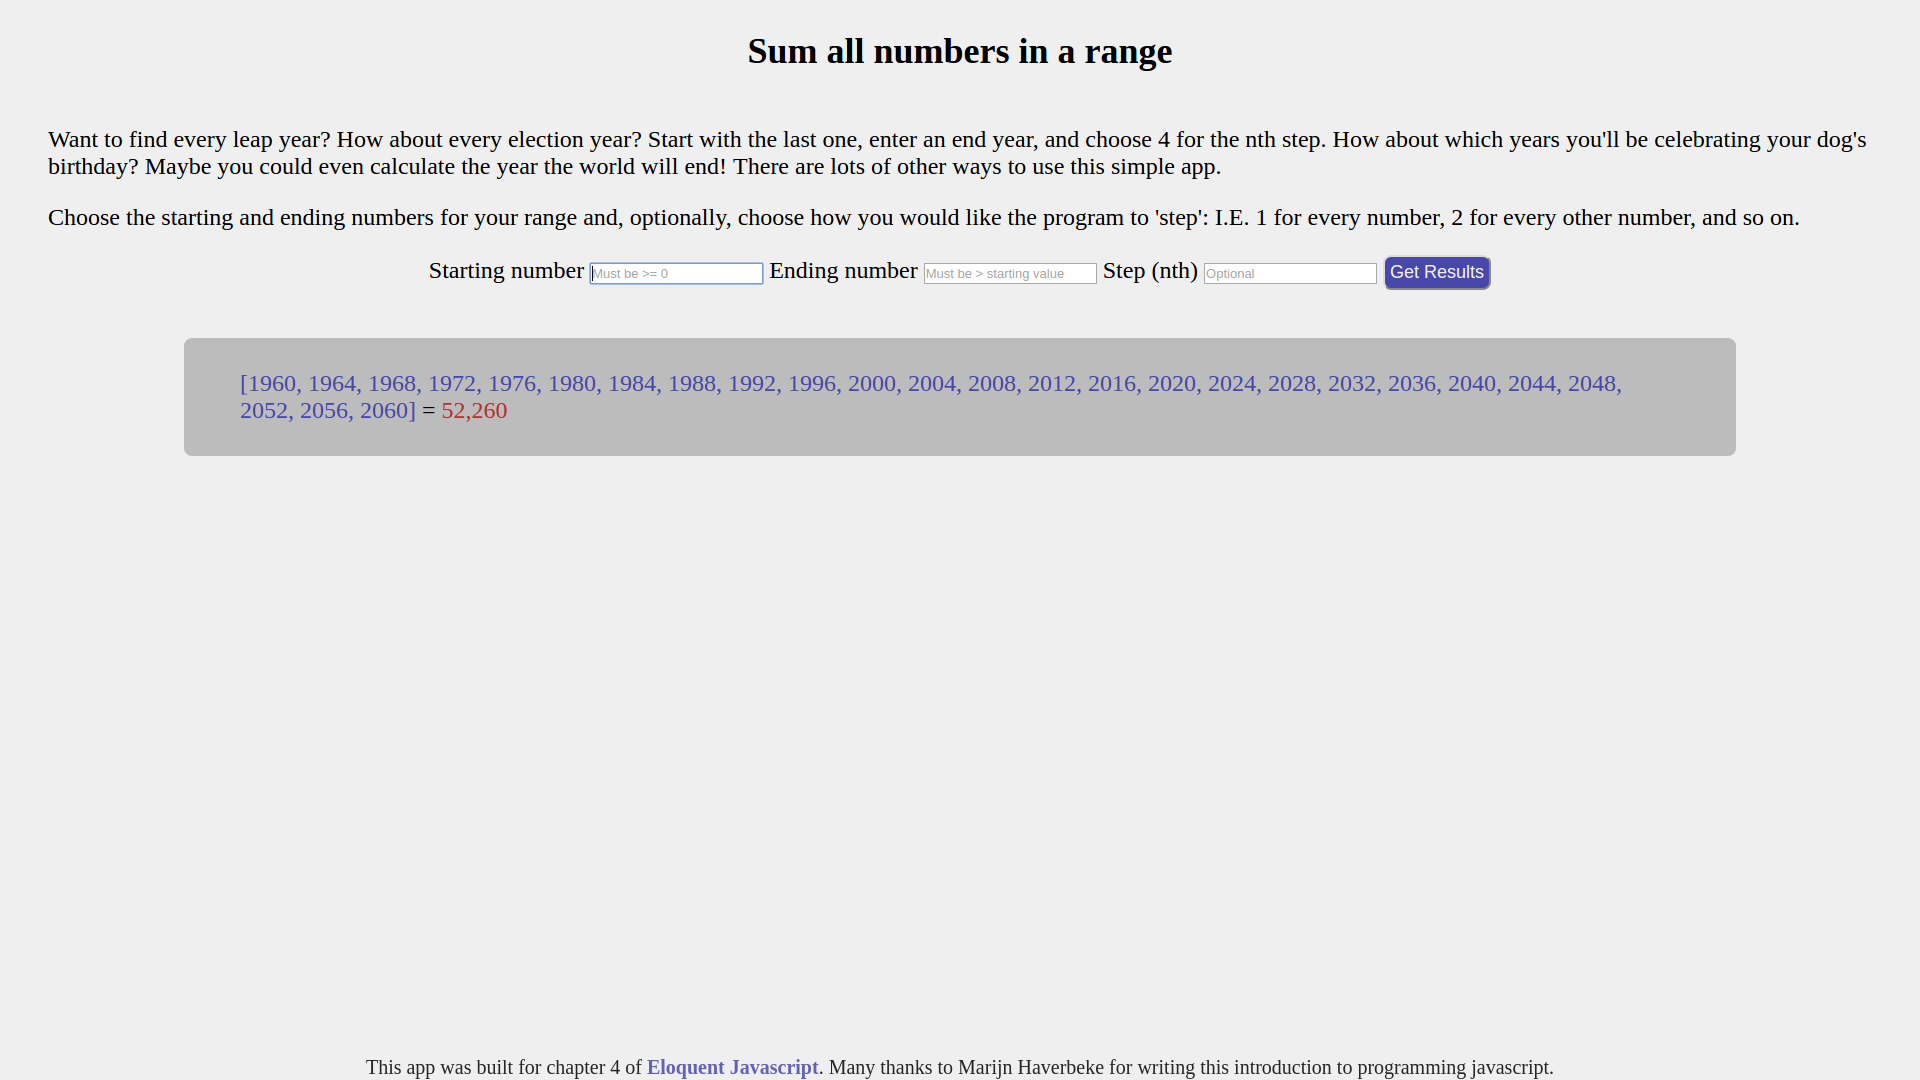 Sum all numbers in a range
Want to find every leap year? How about every election year? Start with the last one, enter an end year, and choose 4 for the nth step. How about which years you'll be celebrating your dog's
birthday? Maybe you could even calculate the year the world will end! There are lots of other ways to use this simple app.
Choose the starting and ending numbers for your range and, optionally, choose how you would like the program to 'step': I.E. 1 for every number, 2 for every other number, and so on.
Starting number Must be >= 0 Ending number Must be > starting value Step (nth) Optional Get Results
[1960, 1964, 1968, 1972, 1976, 1980, 1984, 1988, 1992, 1996, 2000, 2004, 2008, 2012, 2016, 2020, 2024, 2028, 2032, 2036, 2040, 2044, 2048,
2052, 2056, 2060] = 52,260
This app was built for chapter 4 of Eloquent Javascript. Many thanks to Marijn Haverbeke for writing this introduction to programming javascript.